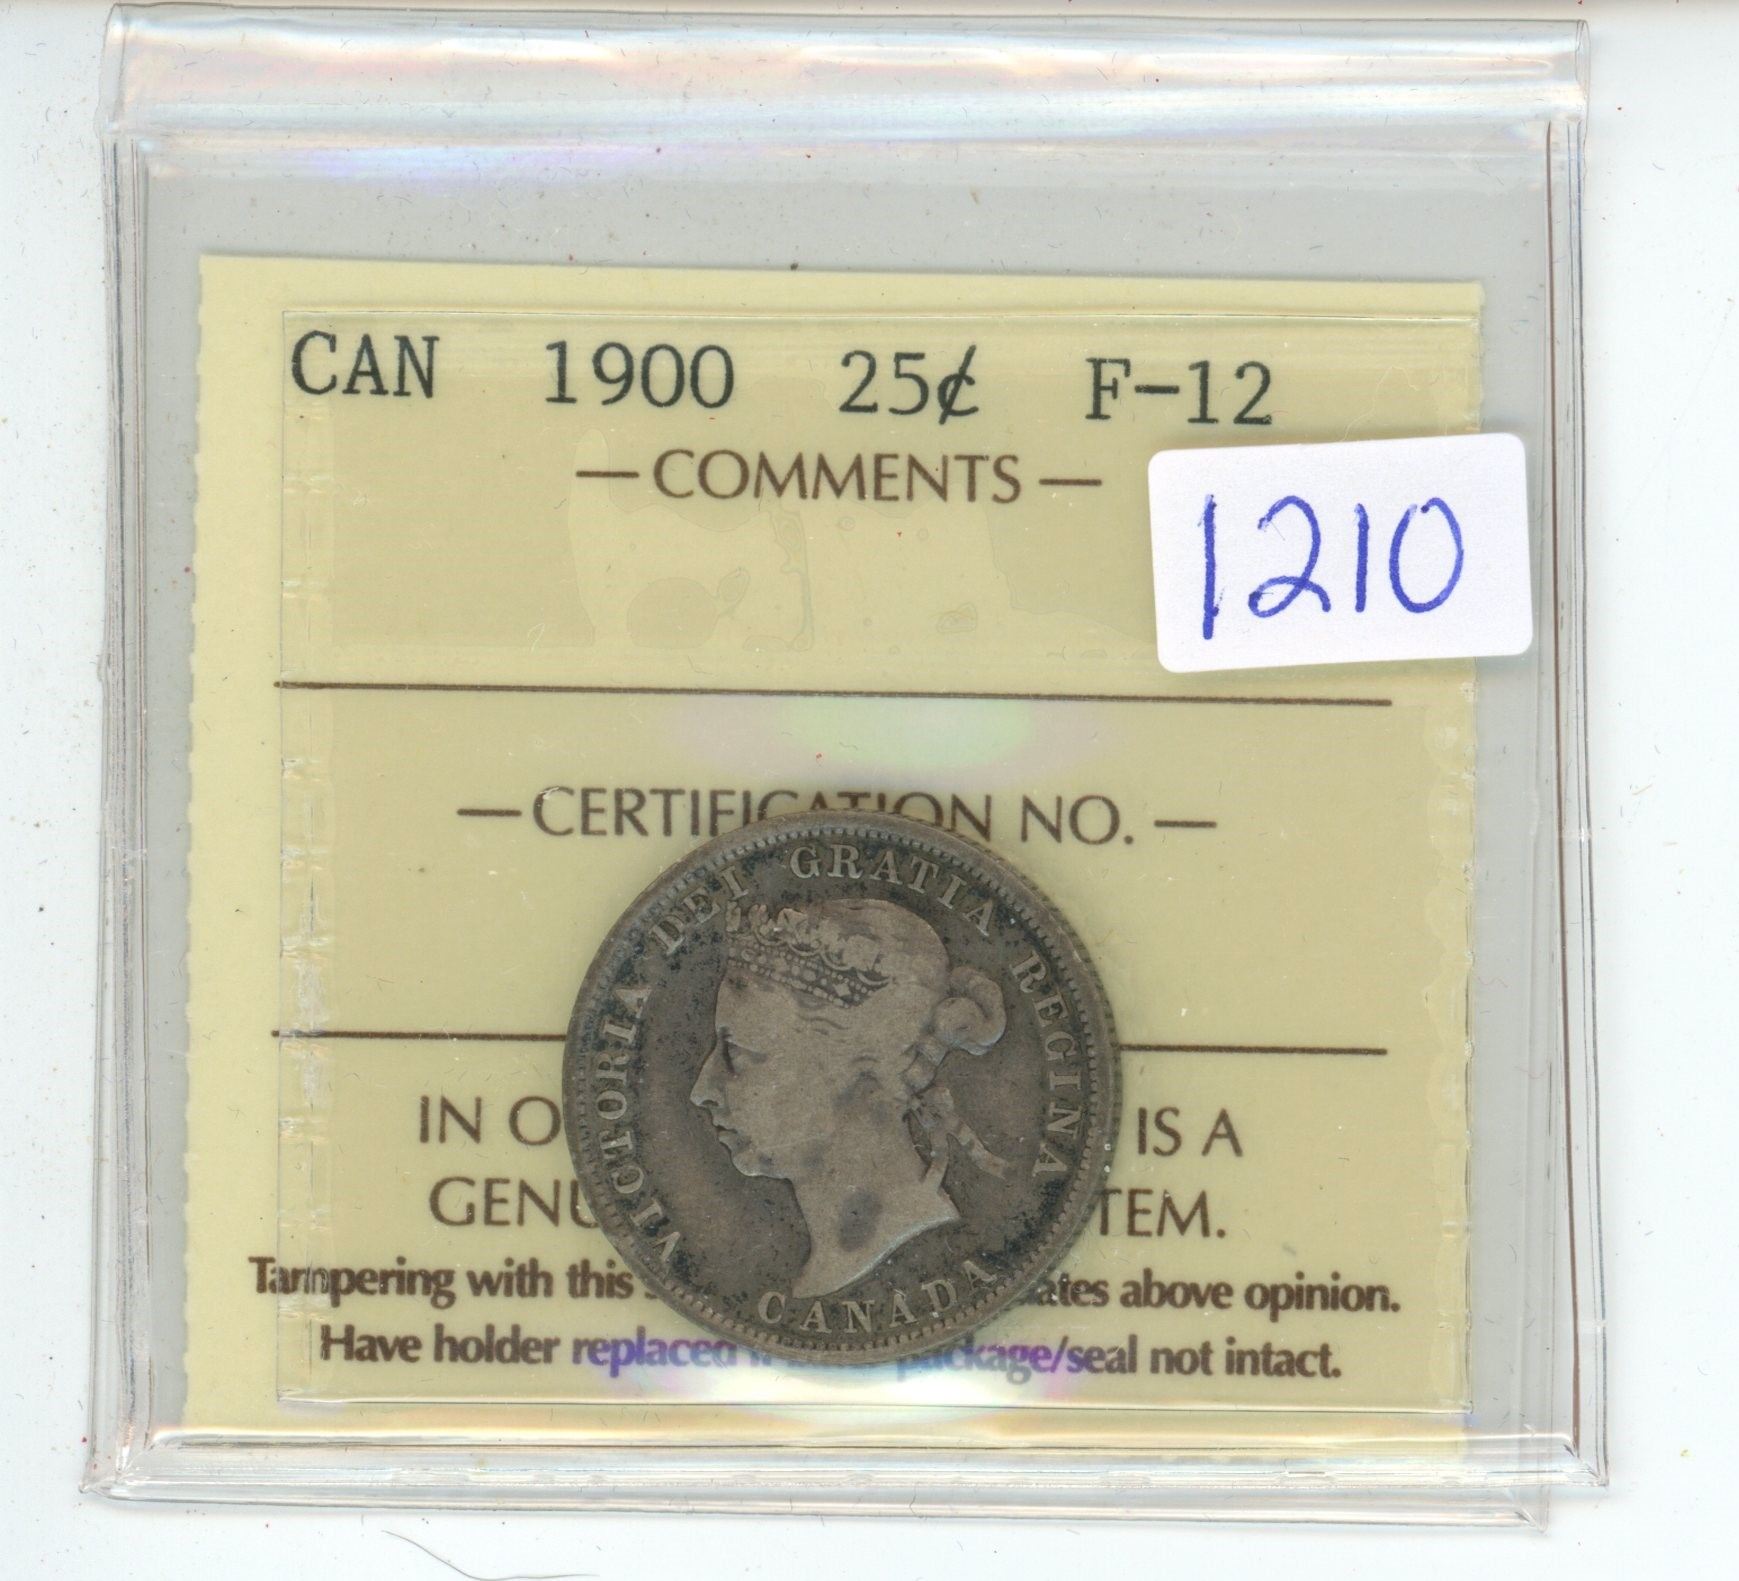 CAN 1900 25¢ F-12
— COMMENTS —
1210
— CERTIFICATION NO. —
VICTORIA DEI GRATIA REGINA
CANADA
IN O IS A
GENU TEM.
Tampering with this ates above opinion.
Have holder replaced package/seal not intact.